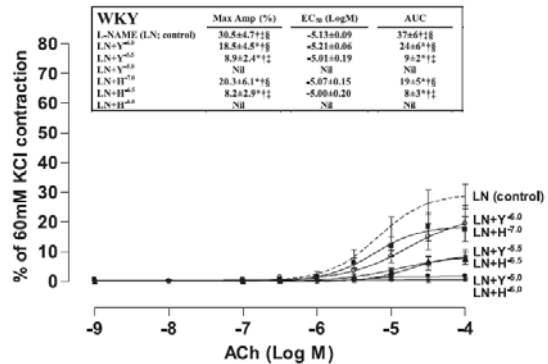 WKY Max Amp (%) EC50 (LogM) AUC
L-NAME (LN; control) 30.5±4.7†‡§ -5.13±0.09 37±6†‡§
LN+Y-6.0 18.5±4.5*†§ -5.21±0.06 24±6*†§
LN+Y-5.5 8.9±2.4*†‡ -5.01±0.19 9±2*†‡
LN+Y-5.0 Nil Nil Nil
LN+H-7.0 20.3±6.1*†§ -5.07±0.15 19±5*†§
LN+H-6.5 8.2±2.9*†‡ -5.00±0.20 8±3*†‡
LN+H-6.0 Nil Nil Nil
% of 60mM KCl contraction
80
70
60
50
40
30
20
10
0
LN (control)
LN+Y-6.0
LN+H-7.0
LN+Y-5.5
LN+H-6.5
LN+Y-5.0
LN+H-6.0
-9 -8 -7 -6 -5 -4
ACh (Log M)